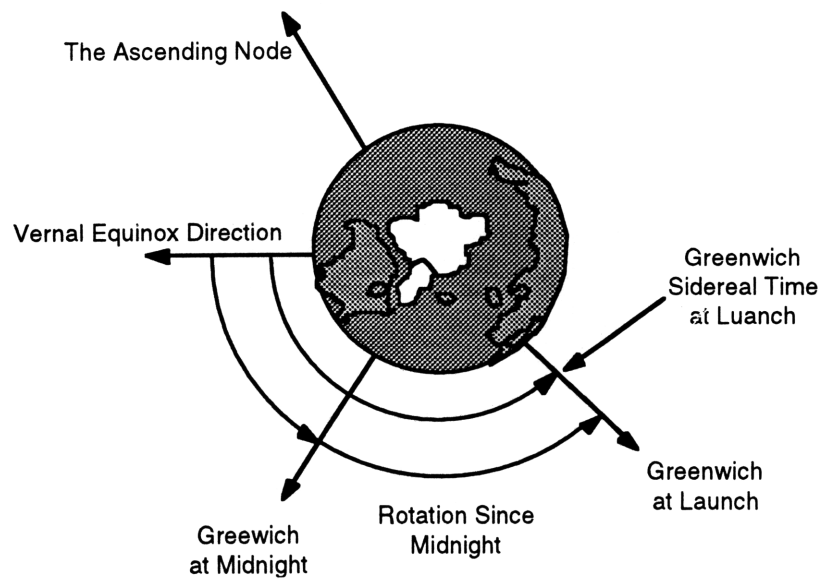 The Ascending Node
Vernal Equinox Direction
Greenwich
Sidereal Time
at Luanch
Greenwich
at Launch
Rotation Since
Midnight
Greewich
at Midnight